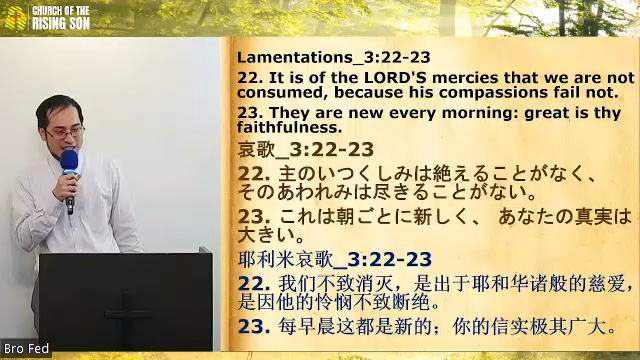 CHURCH OF THE
RISING SON
Lamentations_3:22-23
22. It is of the LORD'S mercies that we are not
consumed, because his compassions fail not.
23. They are new every morning: great is thy
faithfulness.
哀歌_3:22-23
22. 主のいつくしみは絶えることがなく、
そのあわれみは尽きることがない。
23. これは朝ごとに新しく、 あなたの真実は
大きい。
耶利米哀歌_3:22-23
22. 我们不致消灭，是出于耶和华诸般的慈爱，
是因他的怜悯不致断绝。
23. 每早晨这都是新的；你的信实极其广大。
Bro Fed